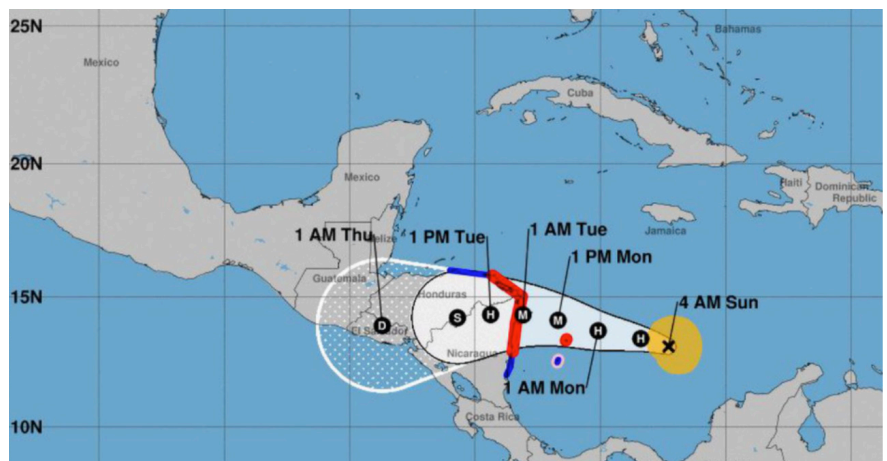 25N
Bahamas
Mexico
Cuba
20N
Mexico
Haiti
Dominican
Republic
1 AM Thu
Belize
1 PM Tue
1 AM Tue
Jamaica
1 PM Mon
Guatemala
15N
Honduras
4 AM Sun
M
M
S
H
D
El Salvador
H
H
Nicaragua
1 AM Mon
Costa Rica
10N